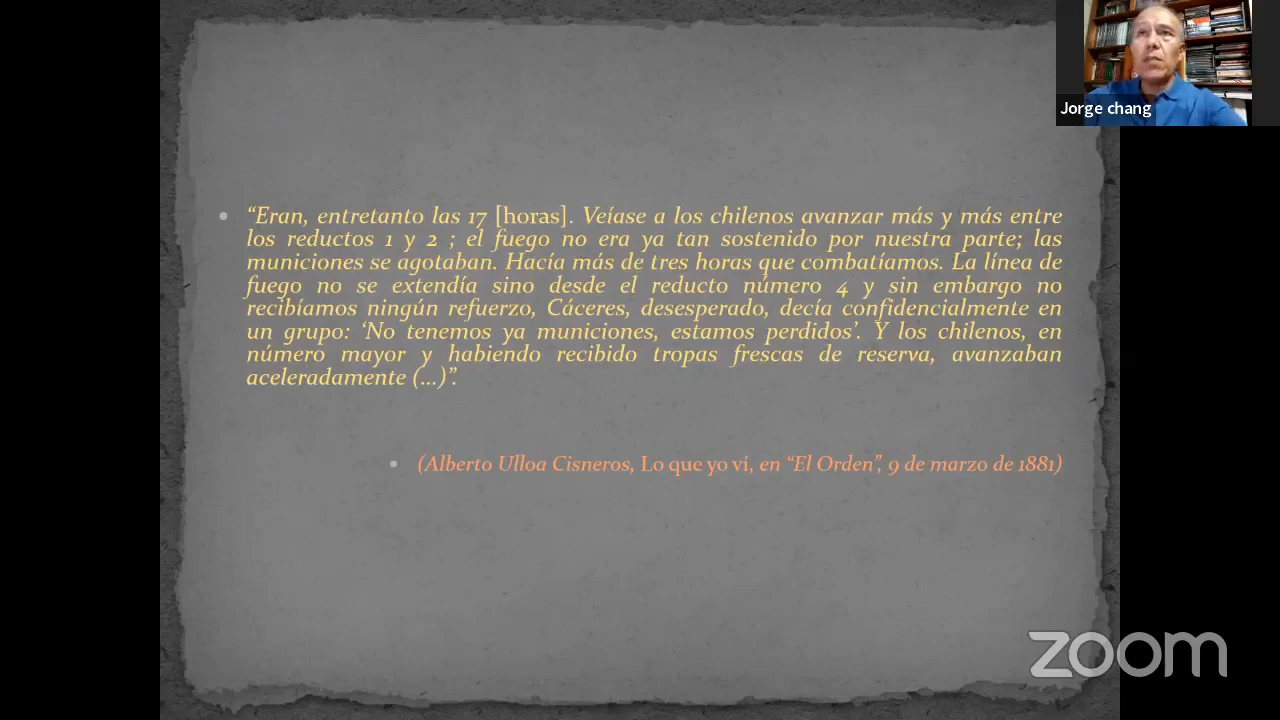 Jorge chang
“Eran, entretanto las 17 [horas]. Veíase a los chilenos avanzar más y más entre
los reductos 1 y 2 ; el fuego no era ya tan sostenido por nuestra parte; las
municiones se agotaban. Hacía más de tres horas que combatíamos. La línea de
fuego no se extendía sino desde el reducto número 4 y sin embargo no
recibíamos ningún refuerzo, Cáceres, desesperado, decía confidencialmente en
un grupo: ‘No tenemos ya municiones, estamos perdidos’. Y los chilenos, en
número mayor y habiendo recibido tropas frescas de reserva, avanzaban
aceleradamente (...)”.
(Alberto Ulloa Cisneros, Lo que yo ví, en “El Orden”, 9 de marzo de 1881)
zoom